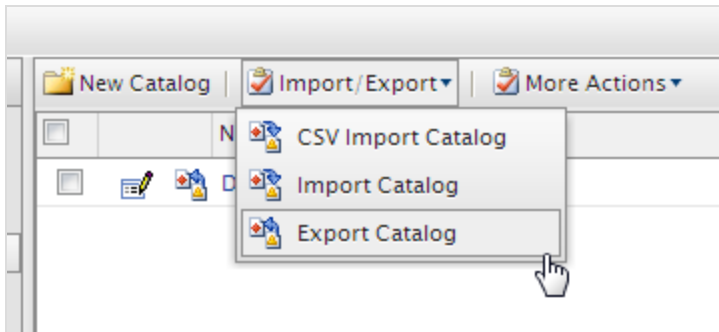 New Catalog | Import/Export | More Actions
N
CSV Import Catalog
D
Import Catalog
Export Catalog